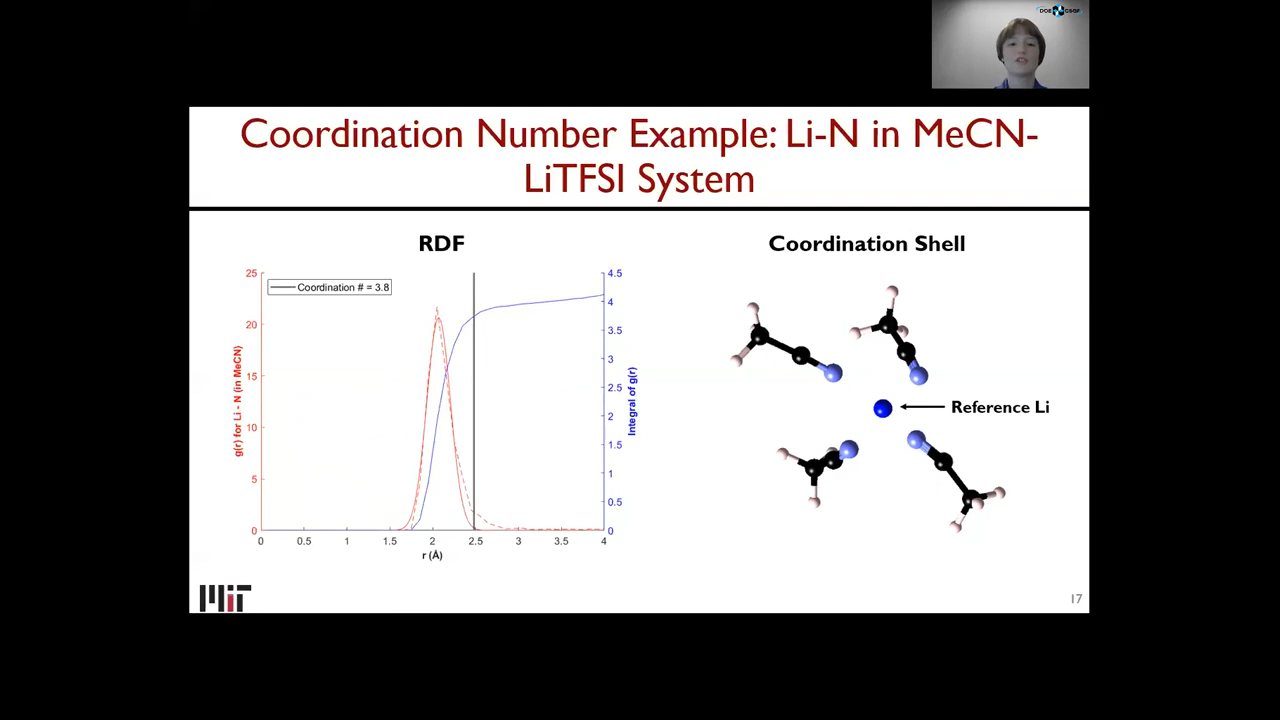 DOE CSGF
Coordination Number Example: Li-N in MeCN-
LiTFSI System
RDF
Coordination Shell
25
20
15
10
5
0
g(r) for Li - N (in MeCN)
Coordination # = 3.8
4.5
4
3.5
3
2.5
2
1.5
1
0.5
0
Integral of g(r)
0 0.5 1 1.5 2 2.5 3 3.5 4
r (Å)
Reference Li
MIT
17